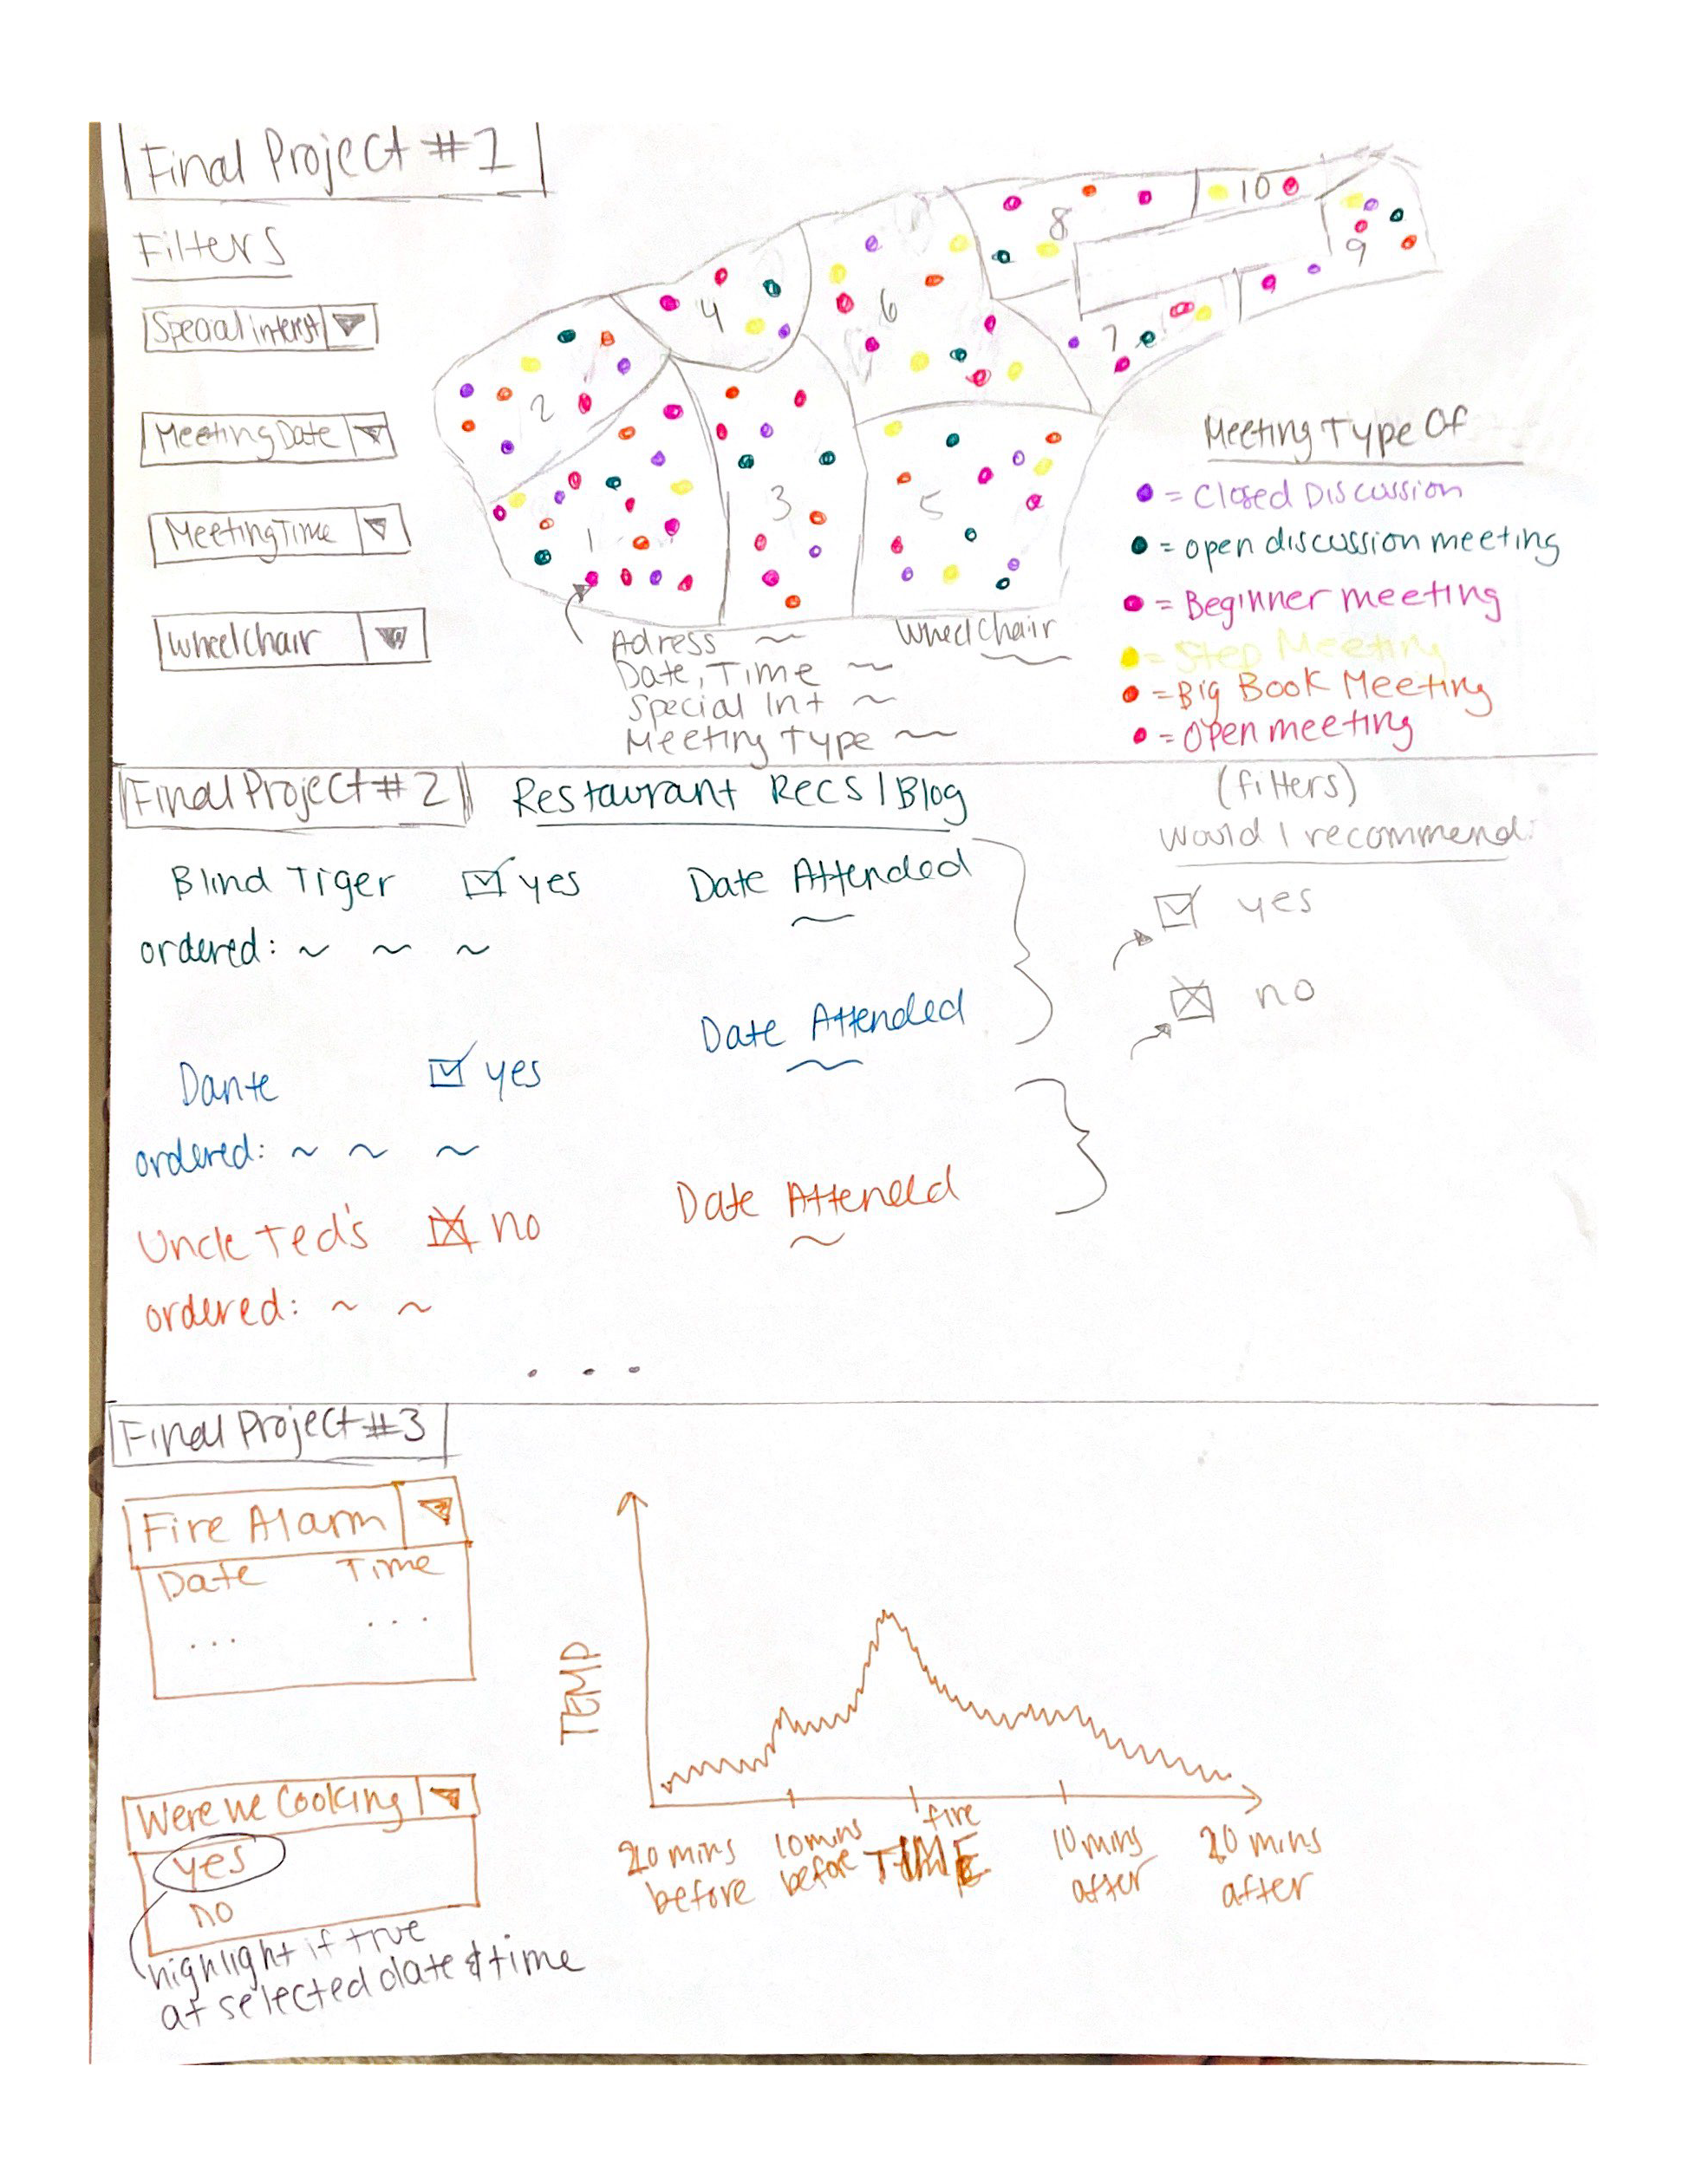 Final Project #1
Filters
Special interst
Meeting Date
Meeting Time
Wheelchair
1
2
3
4
5
6
7
8
9
10
Adress ~
Date, Time ~
Special Int ~
Meeting Type ~
Wheelchair
Meeting Type Of
= Closed Discussion
= open discussion meeting
= Beginner meeting
= Step Meeting
= Big Book Meeting
= Open meeting
Final Project # 2
Restaurant Recs | Blog
Blind Tiger yes Date Attended
ordered: ~ ~ ~
Date Attended
Dante yes
ordered: ~ ~ ~
Uncle Ted's no Date Attened
ordered: ~ ~
. . .
(filters)
Would I recommend:
yes
no
Final Project #3
Fire Alarm
Date Time
... ...
Were we Cooking
yes
no
highlight if true
at selected date & time
TEMP
20 mins before
10 mins before
fire
TIME
10 mins after
20 mins after